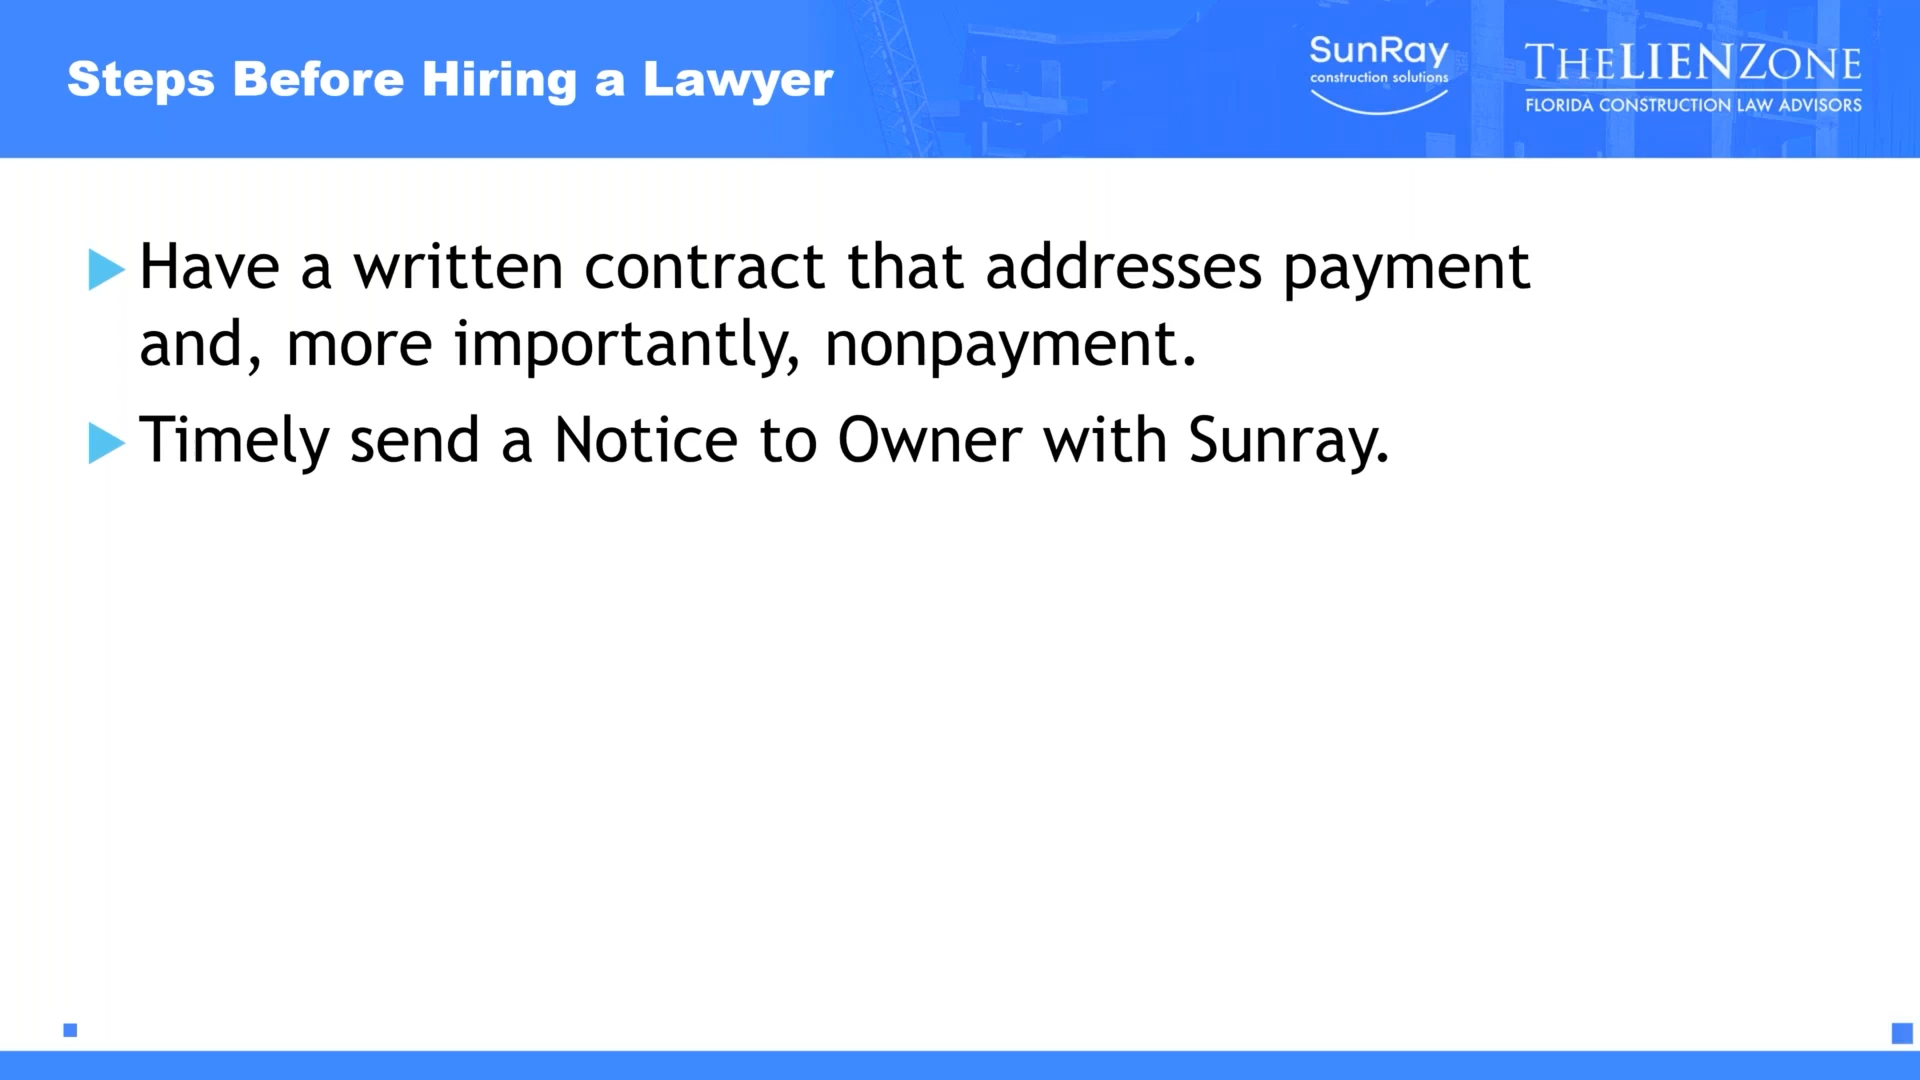 Steps Before Hiring a Lawyer
SunRay
construction solutions
THELIENZONE
FLORIDA CONSTRUCTION LAW ADVISORS
Have a written contract that addresses payment
and, more importantly, nonpayment.
Timely send a Notice to Owner with Sunray.